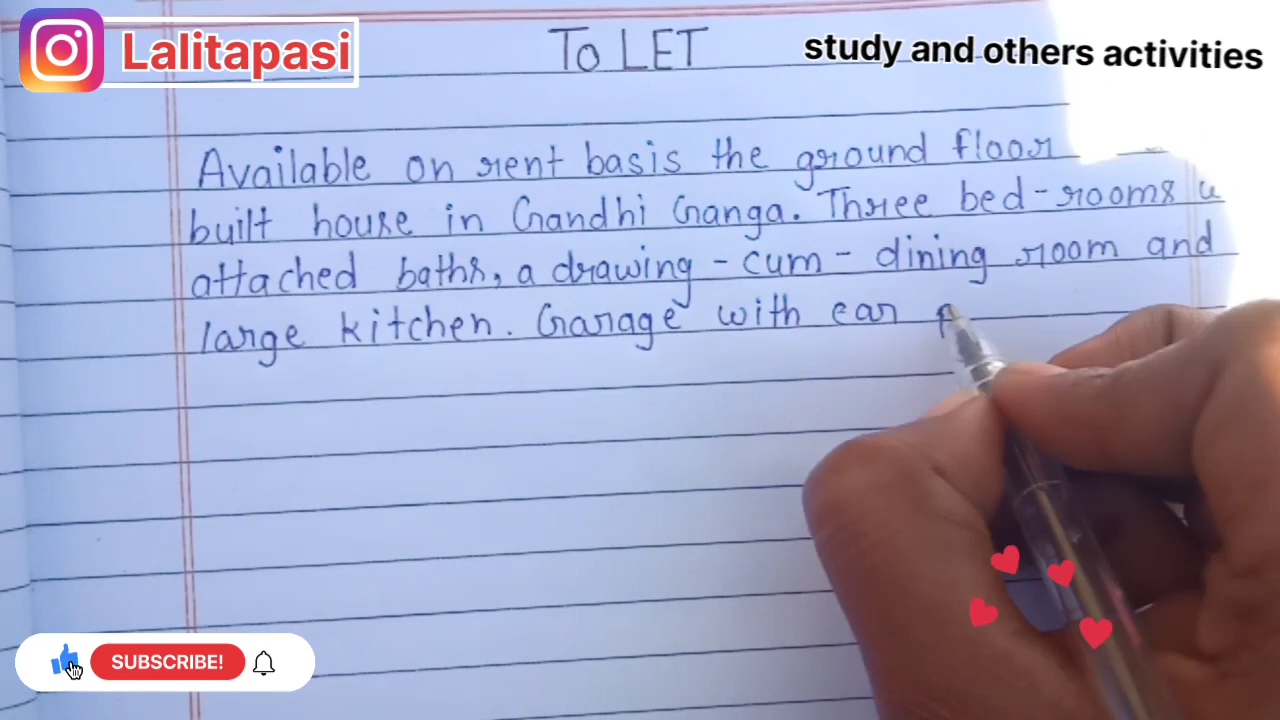 Lalitapasi
study and others activities
To LET
Available on rent basis the ground floor
built house in Gandhi Ganga. Three bed-rooms
attached baths, a drawing - cum - dining room and
large kitchen. Garage with car
SUBSCRIBE!